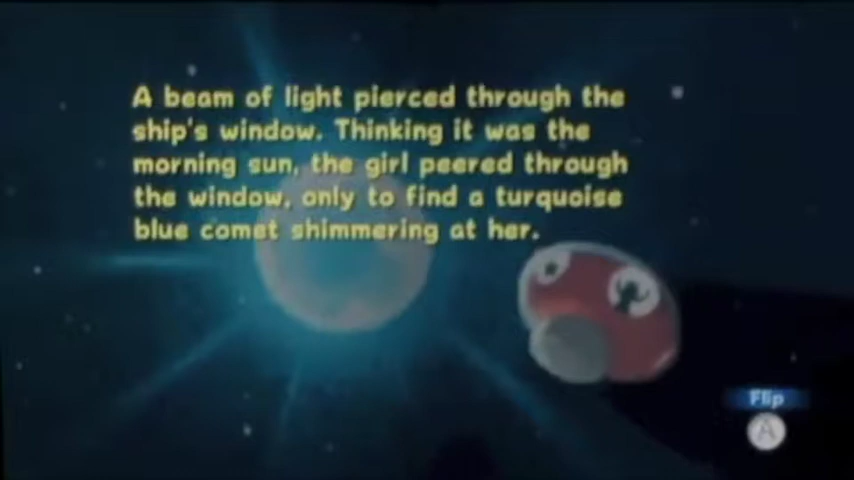 A beam of light pierced through the
ship's window. Thinking it was the
morning sun, the girl peered through
the window, only to find a turquoise
blue comet shimmering at her.
Flip
A